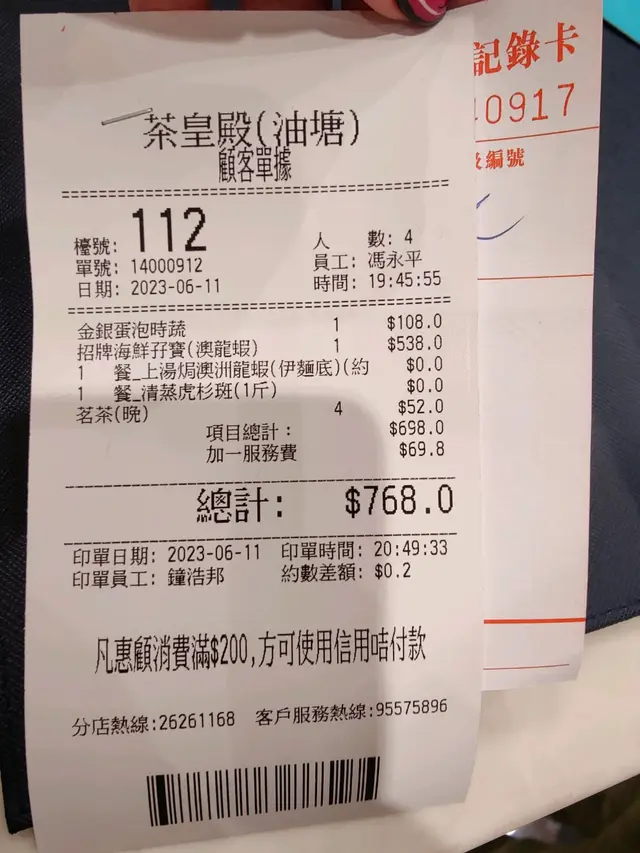 茶皇殿(油塘)
顧客單據
檯號: 112 人 數: 4
單號: 14000912 員工: 馮永平
日期: 2023-06-11 時間: 19:45:55
金銀蛋泡時蔬 1 $108.0
招牌海鮮孖寶(澳龍蝦) 1 $538.0
1 餐_上湯焗澳洲龍蝦(伊麵底)(約 $0.0
1 餐_清蒸虎杉斑(1斤) $0.0
茗茶(晚) 4 $52.0
項目總計: $698.0
加一服務費 $69.8
總計: $768.0
印單日期: 2023-06-11 印單時間: 20:49:33
印單員工: 鐘浩邦 約數差額: $0.2
凡惠顧消費滿$200,方可使用信用咭付款
分店熱線:26261168 客戶服務熱線:95575896
記錄卡
40917
編號